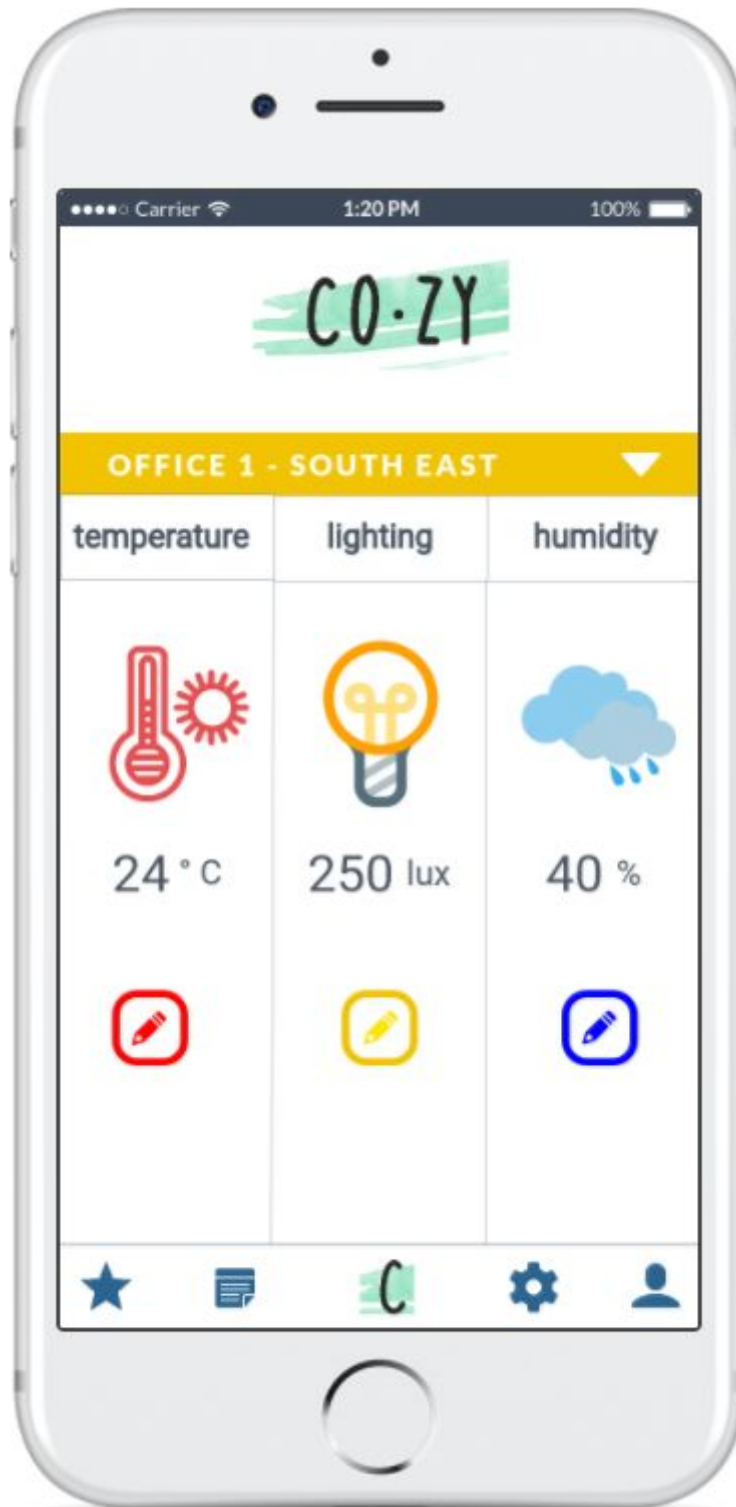 Carrier 1:20 PM 100%
CO·ZY
OFFICE 1 - SOUTH EAST
temperature lighting humidity
24 ° C 250 lux 40 %
C